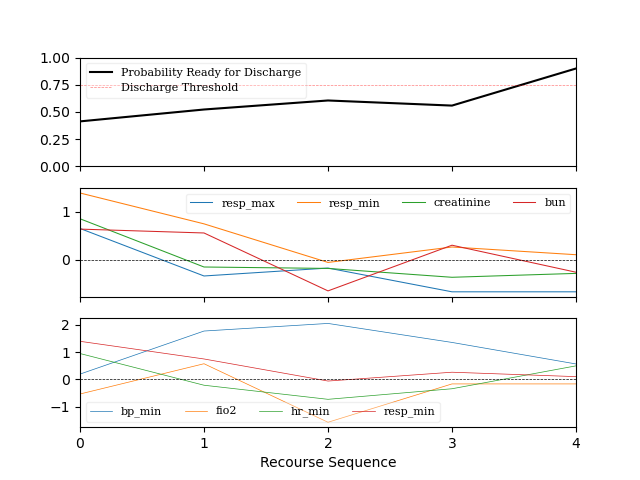 1.00
0.75
0.50
0.25
0.00
Probability Ready for Discharge
Discharge Threshold
1
0
resp_max resp_min creatinine bun
2
1
0
−1
bp_min fio2 hr_min resp_min
0 1 2 3 4
Recourse Sequence